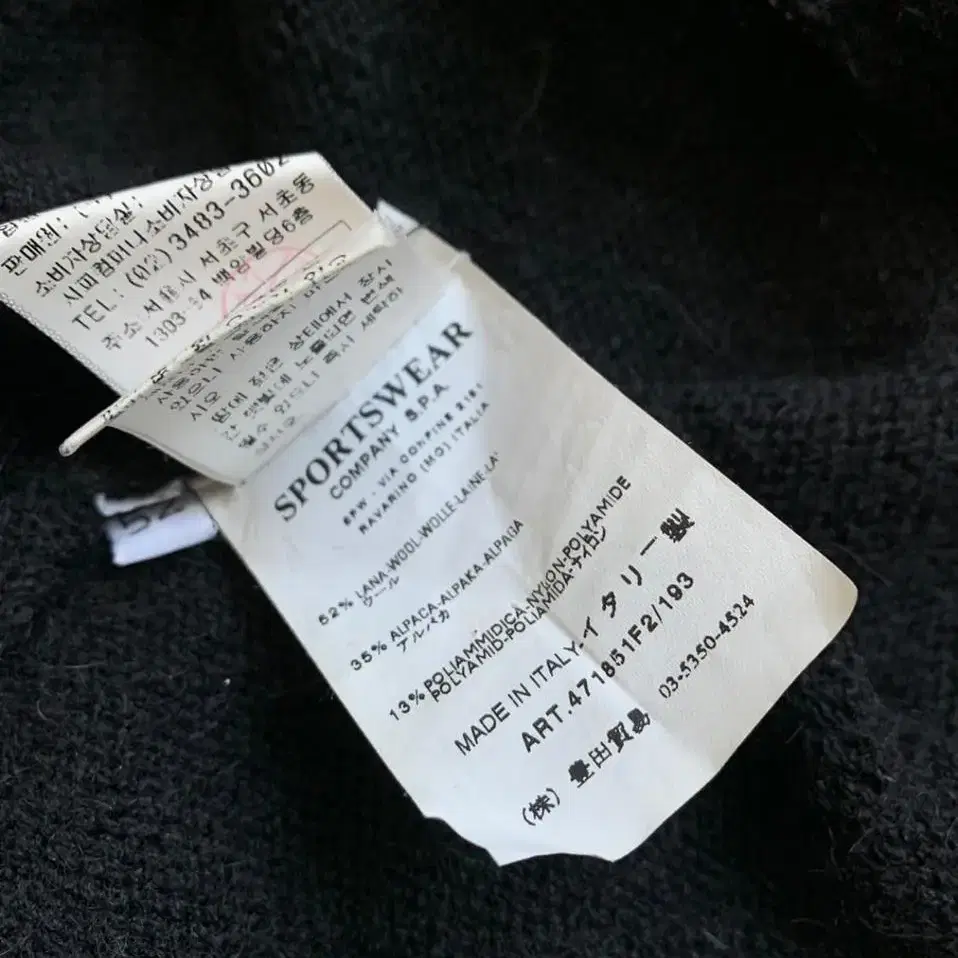 판매원:
소비자상담실:
시피컴퍼니소비자상담
TEL: (02)3483-3602
주소 서울시 서초구 서초동
1303-34 백암빌딩6층
SPORTSWEAR
COMPANY S.P.A.
SPW - VIA CONFINE 2161
RAVARINO (MO) ITALIA
52% LANA-WOOL-WOLLE-LAINE-LA
ウール
35% ALPACA-ALPAKA-ALPAGA
アルパカ
13% POLIAMMIDICA-NYLON-POLYAMIDE
POLYAMID-POLIAMIDA-ナイロン
MADE IN ITALY-イタリー製
ART.471851F2/193
(株) 豊田貿易 03-5350-4524
52